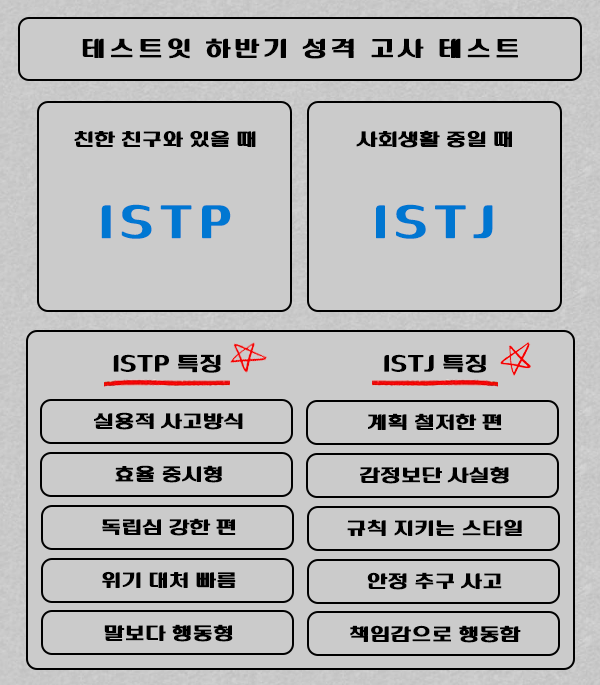 테스트잇 하반기 성격 고사 테스트
친한 친구와 있을 때
ISTP
사회생활 중일 때
ISTJ
ISTP 특징
실용적 사고방식
효율 중시형
독립심 강한 편
위기 대처 빠름
말보다 행동형
ISTJ 특징
계획 철저한 편
감정보단 사실형
규칙 지키는 스타일
안정 추구 사고
책임감으로 행동함